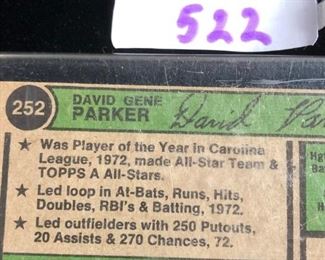 522
252
DAVID GENE
PARKER
David Pa
★ Was Player of the Year in Carolina
League, 1972, made All-Star Team &
TOPPS A All-Stars.
★ Led loop in At-Bats, Runs, Hits,
Doubles, RBI's & Batting, 1972.
★ Led outfielders with 250 Putouts,
20 Assists & 270 Chances, 72.